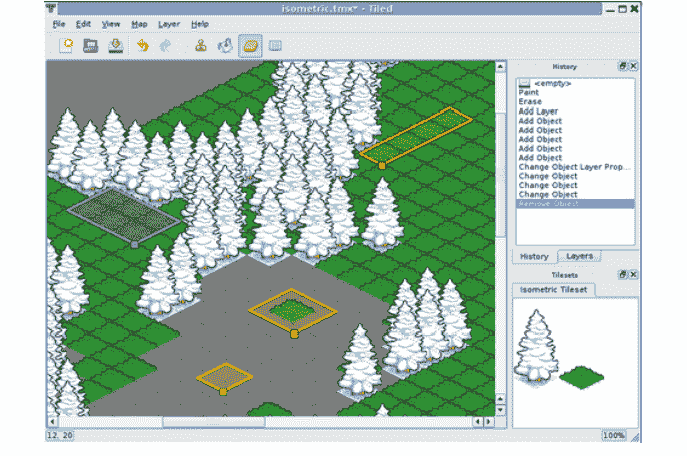 isometric.tmx* - Tiled
File Edit View Map Layer Help
History
<empty>
Paint
Erase
Add Layer
Add Object
Add Object
Add Object
Add Object
Add Object
Change Object Layer Prop...
Change Object
Change Object
Change Object
Remove Object
History Layers
Tilesets
Isometric Tileset
12, 20
100%